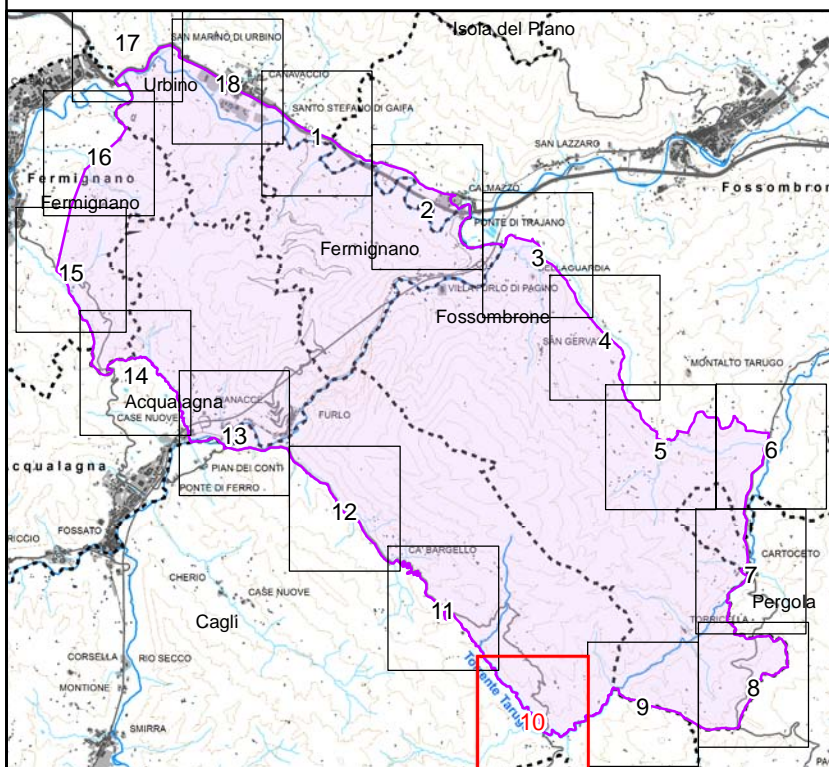 Isola del Piano
17
SAN MARINO DI URBINO
Urbino
18
CANAVACCIO
SANTO STEFANO DI GAIFA
1
SAN LAZZARO
16
Fermignano
Fermignano
2
CALMAZZO
Fossombron
PONTE DI TRAJANO
Fermignano
3
BELLAGUARDIA
15
VILLA FURLO DI PAGINO
Fossombrone
4
SAN GERVA
MONTALTO TARUGO
14
Acqualagna
CASE NUOVE
ANACCE
FURLO
13
5
6
cqualagna
PIAN DEI CONTI
PONTE DI FERRO
12
FOSSATO
RICCIO
CA' BARGELLO
CARTOCETO
7
CHERIO
CASE NUOVE
Pergola
Cagli
11
TORRICELLA
CORSELLA
RIO SECCO
Torrente Tarugo
MONTIONE
8
SMIRRA
10
9